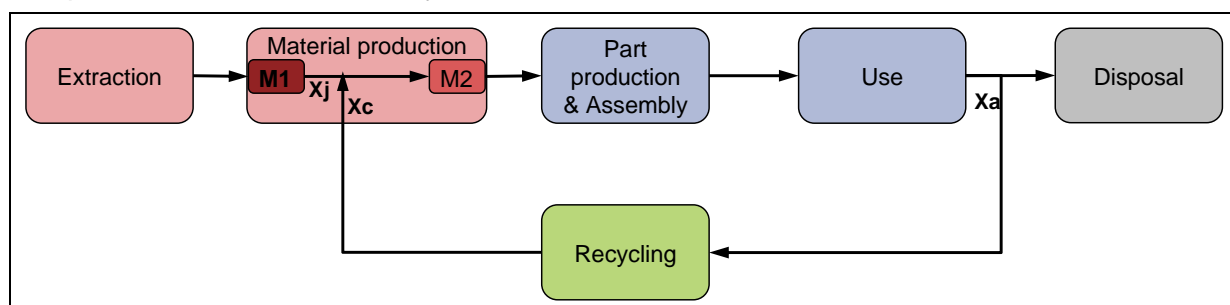 Extraction
Material production
M1
Xj
M2
Xc
Part
production
& Assembly
Use
Xa
Disposal
Recycling